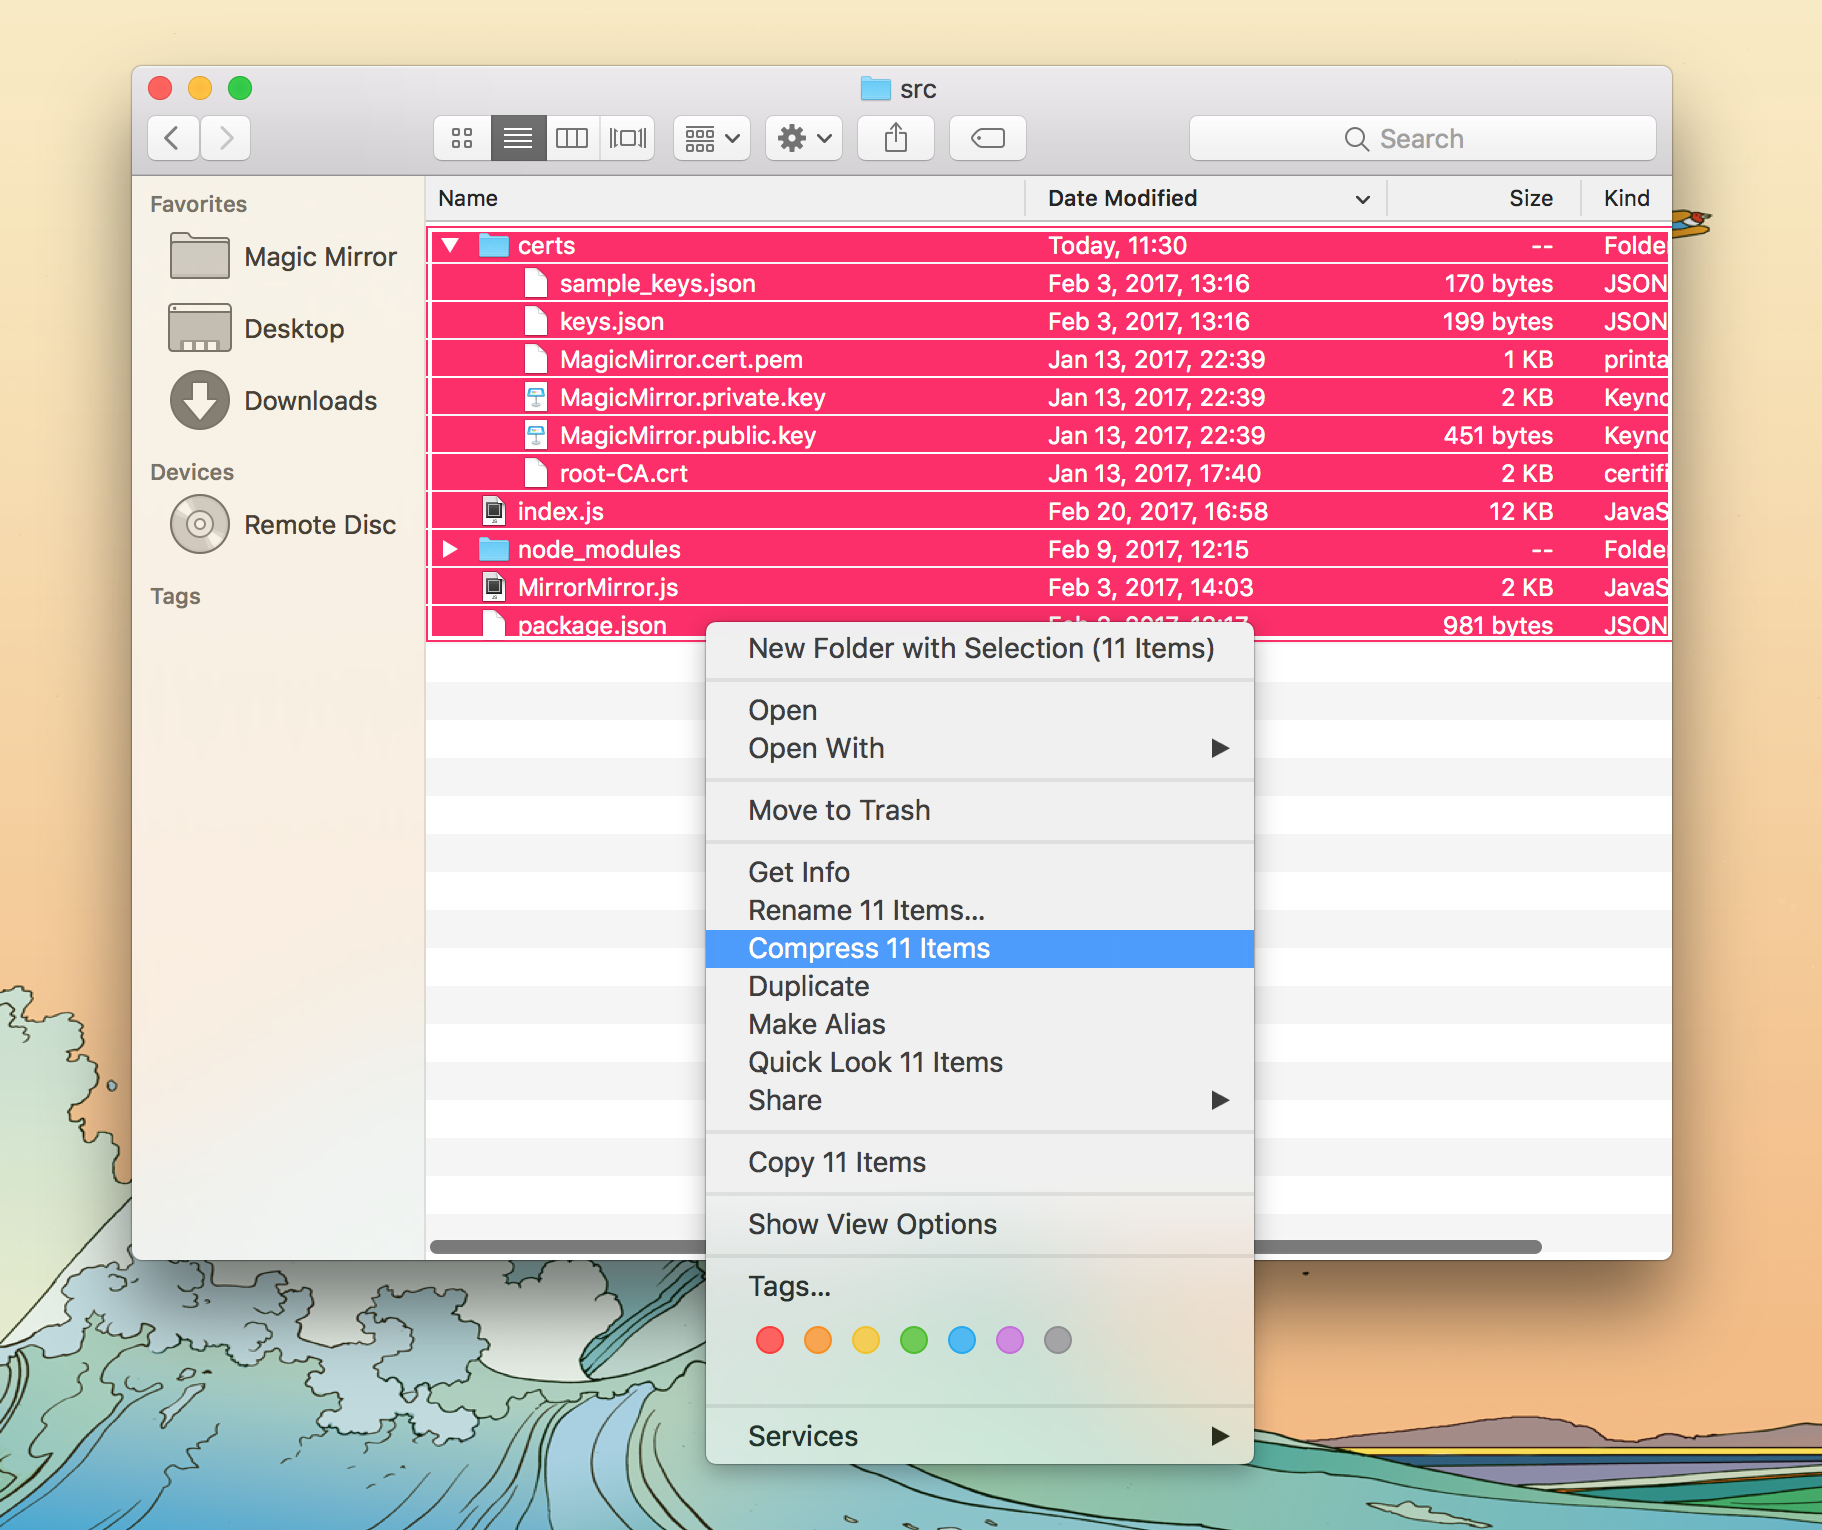 src
Search
Favorites
Magic Mirror
Desktop
Downloads
Devices
Remote Disc
Tags
Name Date Modified Size Kind
certs Today, 11:30 -- Folde
sample_keys.json Feb 3, 2017, 13:16 170 bytes JSON
keys.json Feb 3, 2017, 13:16 199 bytes JSON
MagicMirror.cert.pem Jan 13, 2017, 22:39 1 KB printa
MagicMirror.private.key Jan 13, 2017, 22:39 2 KB Keyno
MagicMirror.public.key Jan 13, 2017, 22:39 451 bytes Keyno
root-CA.crt Jan 13, 2017, 17:40 2 KB certifi
index.js Feb 20, 2017, 16:58 12 KB JavaS
node_modules Feb 9, 2017, 12:15 -- Folde
MirrorMirror.js Feb 3, 2017, 14:03 2 KB JavaS
package.json 981 bytes JSON
New Folder with Selection (11 Items)
Open
Open With
Move to Trash
Get Info
Rename 11 Items...
Compress 11 Items
Duplicate
Make Alias
Quick Look 11 Items
Share
Copy 11 Items
Show View Options
Tags...
Services